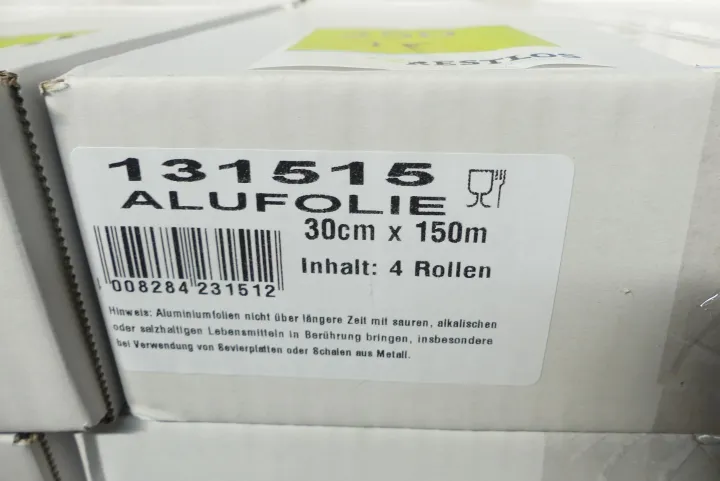 RESTLOS
131515
ALUFOLIE
30cm x 150m
Inhalt: 4 Rollen
008284 231512
Hinweis: Aluminiumfolien nicht über längere Zeit mit sauren, alkalischen
oder salzhaltigen Lebensmitteln in Berührung bringen, insbesondere
bei Verwendung von Sevierplatten oder Schalen aus Metall.